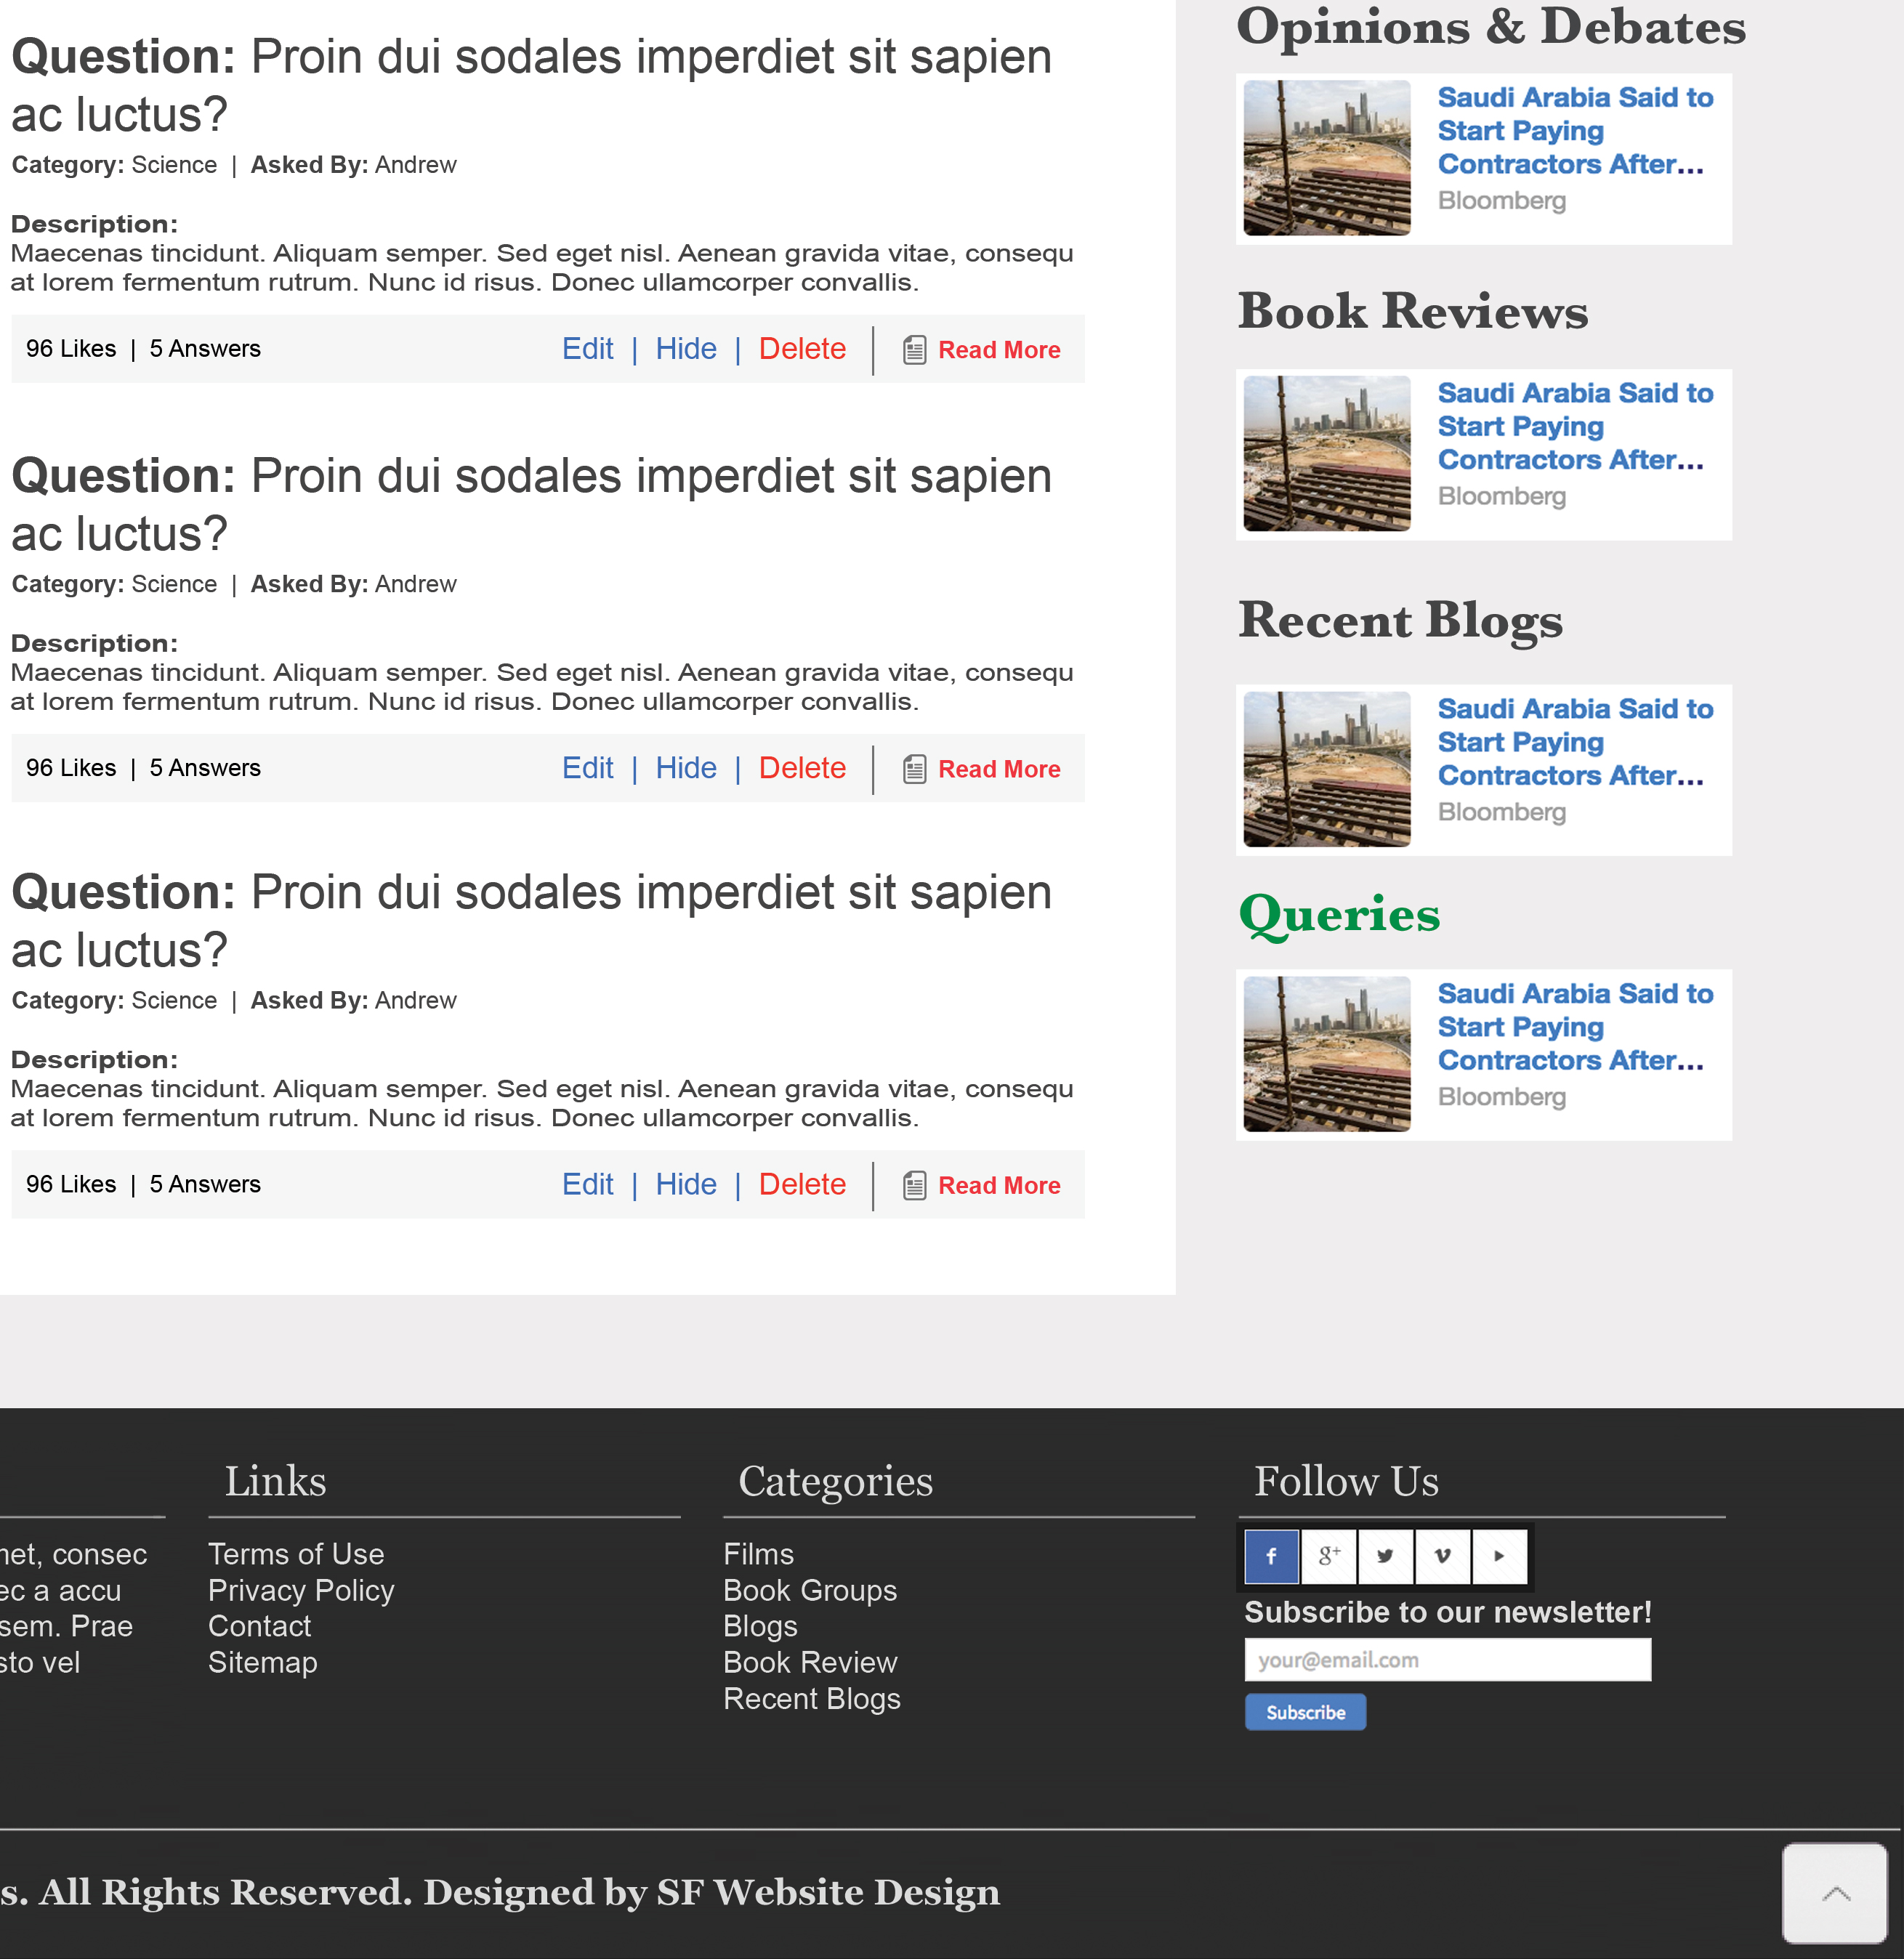 Question: Proin dui sodales imperdiet sit sapien
ac luctus?
Category: Science | Asked By: Andrew
Description:
Maecenas tincidunt. Aliquam semper. Sed eget nisl. Aenean gravida vitae, consequ
at lorem fermentum rutrum. Nunc id risus. Donec ullamcorper convallis.
96 Likes | 5 Answers
Edit | Hide | Delete
Read More
Question: Proin dui sodales imperdiet sit sapien
ac luctus?
Category: Science | Asked By: Andrew
Description:
Maecenas tincidunt. Aliquam semper. Sed eget nisl. Aenean gravida vitae, consequ
at lorem fermentum rutrum. Nunc id risus. Donec ullamcorper convallis.
96 Likes | 5 Answers
Edit | Hide | Delete
Read More
Question: Proin dui sodales imperdiet sit sapien
ac luctus?
Category: Science | Asked By: Andrew
Description:
Maecenas tincidunt. Aliquam semper. Sed eget nisl. Aenean gravida vitae, consequ
at lorem fermentum rutrum. Nunc id risus. Donec ullamcorper convallis.
96 Likes | 5 Answers
Edit | Hide | Delete
Read More
Opinions & Debates
Saudi Arabia Said to
Start Paying
Contractors After...
Bloomberg
Book Reviews
Saudi Arabia Said to
Start Paying
Contractors After...
Bloomberg
Recent Blogs
Saudi Arabia Said to
Start Paying
Contractors After...
Bloomberg
Queries
Saudi Arabia Said to
Start Paying
Contractors After...
Bloomberg
consec
ec a accu
sem. Prae
sto vel
Links
Terms of Use
Privacy Policy
Contact
Sitemap
Categories
Films
Book Groups
Blogs
Book Review
Recent Blogs
Follow Us
f g+
Subscribe to our newsletter!
your@email.com
Subscribe
s. All Rights Reserved. Designed by SF Website Design